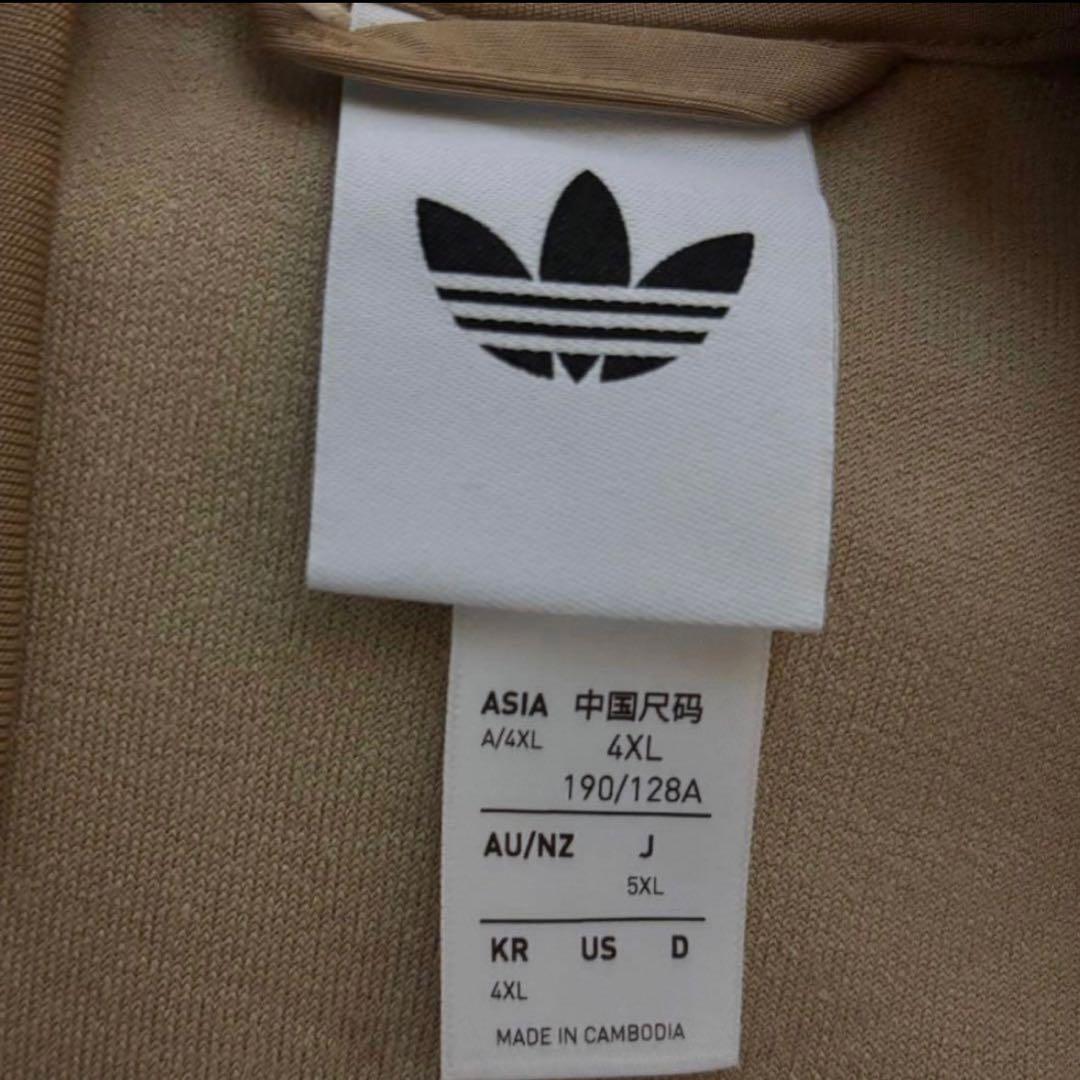 ASIA 中国尺码
A/4XL 4XL
190/128A
AU/NZ J
5XL
KR US D
4XL
MADE IN CAMBODIA